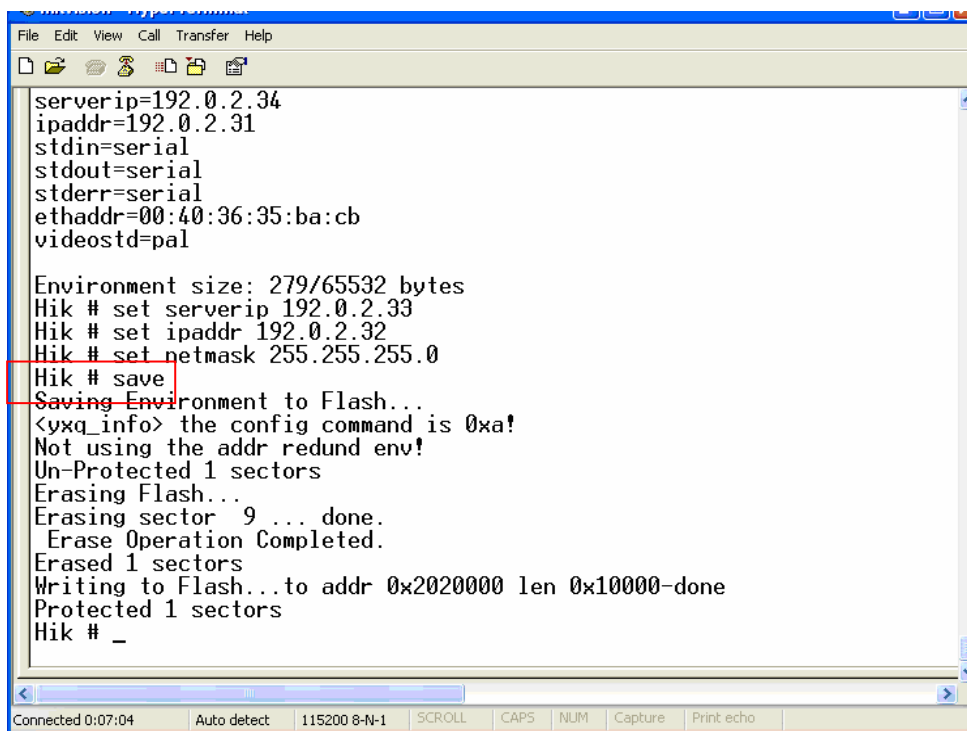 File Edit View Call Transfer Help
serverip=192.0.2.34
ipaddr=192.0.2.31
stdin=serial
stdout=serial
stderr=serial
ethaddr=00:40:36:35:ba:cb
videostd=pal
Environment size: 279/65532 bytes
Hik # set serverip 192.0.2.33
Hik # set ipaddr 192.0.2.32
Hik # set netmask 255.255.255.0
Hik # save
Saving Environment to Flash...
<yxq_info> the config command is 0xa!
Not using the addr redund env!
Un-Protected 1 sectors
Erasing Flash...
Erasing sector  9 ... done.
 Erase Operation Completed.
Erased 1 sectors
Writing to Flash...to addr 0x2020000 len 0x10000-done
Protected 1 sectors
Hik # _
Connected 0:07:04 Auto detect 115200 8-N-1 SCROLL CAPS NUM Capture Print echo